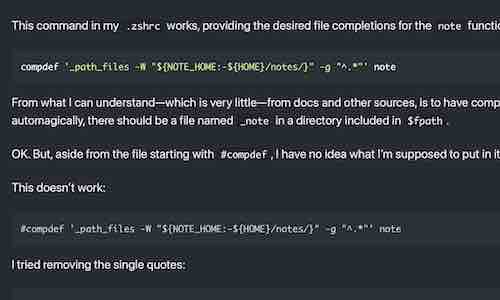 This command in my .zshrc works, providing the desired file completions for the note functi
compdef '_path_files -W "${NOTE_HOME:-${HOME}/notes/}" -g "^.*"' note
From what I can understand—which is very little—from docs and other sources, is to have comp
automagically, there should be a file named _note in a directory included in $fpath.
OK. But, aside from the file starting with #compdef, I have no idea what I'm supposed to put in it
This doesn't work:
#compdef '_path_files -W "${NOTE_HOME:-${HOME}/notes/}" -g "^.*"' note
I tried removing the single quotes: